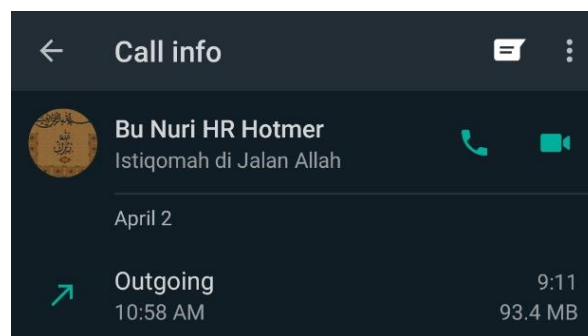 Call info
Bu Nuri HR Hotmer
Istiqomah di Jalan Allah
April 2
Outgoing 9:11
10:58 AM 93.4 MB